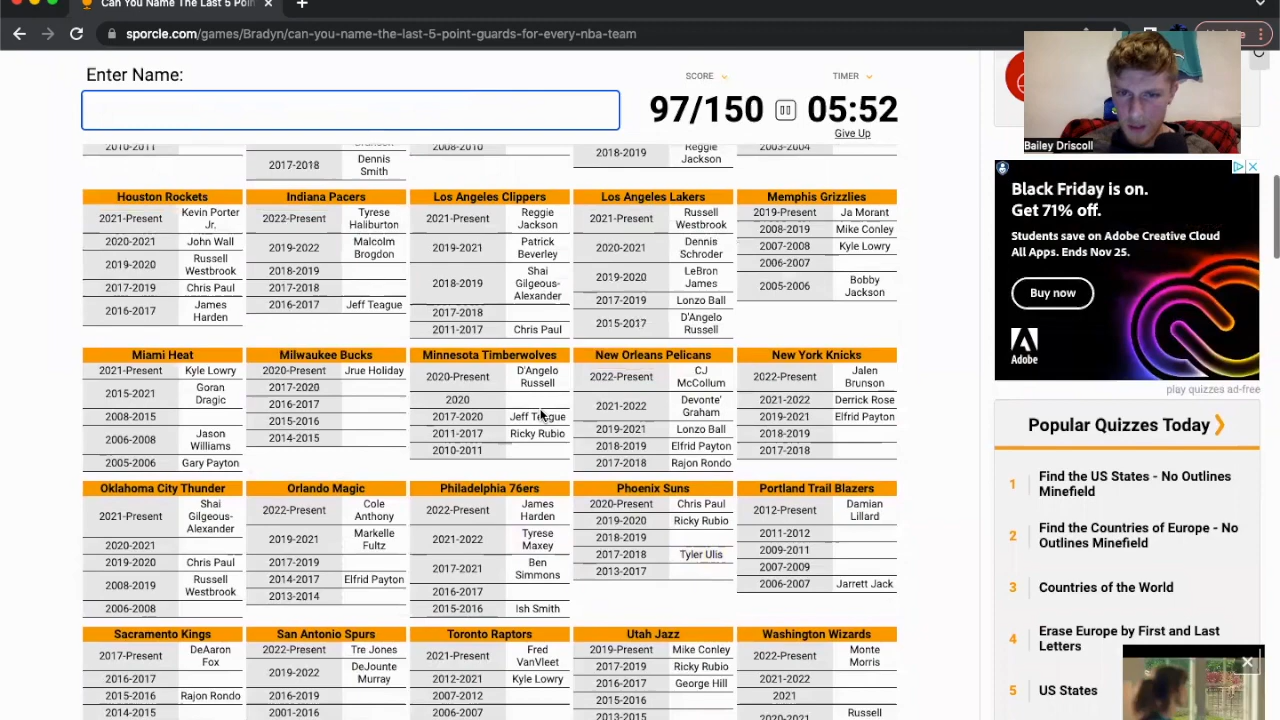 Can You Name The Last 5 Poin
sporcle.com/games/Bradyn/can-you-name-the-last-5-point-guards-for-every-nba-team
Enter Name:
SCORE
TIMER
97/150
05:52
Give Up
Bailey Driscoll
2010-2011
2017-2018 Dennis Smith
2008-2010
2018-2019 Reggie Jackson
2003-2004
Houston Rockets
2021-Present Kevin Porter Jr.
2020-2021 John Wall
2019-2020 Russell Westbrook
2017-2019 Chris Paul
2016-2017 James Harden
Indiana Pacers
2022-Present Tyrese Haliburton
2019-2022 Malcolm Brogdon
2018-2019
2017-2018
2016-2017 Jeff Teague
Los Angeles Clippers
2021-Present Reggie Jackson
2019-2021 Patrick Beverley
2018-2019 Shai Gilgeous-Alexander
2017-2018
2011-2017 Chris Paul
Los Angeles Lakers
2021-Present Russell Westbrook
2020-2021 Dennis Schroder
2019-2020 LeBron James
2017-2019 Lonzo Ball
2015-2017 D'Angelo Russell
Memphis Grizzlies
2019-Present Ja Morant
2008-2019 Mike Conley
2007-2008 Kyle Lowry
2006-2007
2005-2006 Bobby Jackson
Miami Heat
2021-Present Kyle Lowry
2015-2021 Goran Dragic
2008-2015
2006-2008 Jason Williams
2005-2006 Gary Payton
Milwaukee Bucks
2020-Present Jrue Holiday
2017-2020
2016-2017
2015-2016
2014-2015
Minnesota Timberwolves
2020-Present D'Angelo Russell
2020
2017-2020 Jeff Teague
2011-2017 Ricky Rubio
2010-2011
New Orleans Pelicans
2022-Present CJ McCollum
2021-2022 Devonte' Graham
2019-2021 Lonzo Ball
2018-2019 Elfrid Payton
2017-2018 Rajon Rondo
New York Knicks
2022-Present Jalen Brunson
2021-2022 Derrick Rose
2019-2021 Elfrid Payton
2018-2019
2017-2018
Oklahoma City Thunder
2021-Present Shai Gilgeous-Alexander
2020-2021
2019-2020 Chris Paul
2008-2019 Russell Westbrook
2006-2008
Orlando Magic
2022-Present Cole Anthony
2019-2021 Markelle Fultz
2017-2019
2014-2017 Elfrid Payton
2013-2014
Philadelphia 76ers
2022-Present James Harden
2021-2022 Tyrese Maxey
2017-2021 Ben Simmons
2016-2017
2015-2016 Ish Smith
Phoenix Suns
2020-Present Chris Paul
2019-2020 Ricky Rubio
2018-2019
2017-2018 Tyler Ulis
2013-2017
Portland Trail Blazers
2012-Present Damian Lillard
2011-2012
2009-2011
2007-2009
2006-2007 Jarrett Jack
Sacramento Kings
2017-Present DeAaron Fox
2016-2017
2015-2016 Rajon Rondo
2014-2015
San Antonio Spurs
2022-Present Tre Jones
2019-2022 DeJounte Murray
2016-2019
2001-2016
Toronto Raptors
2021-Present Fred VanVleet
2012-2021 Kyle Lowry
2007-2012
2006-2007
Utah Jazz
2019-Present Mike Conley
2017-2019 Ricky Rubio
2016-2017 George Hill
2015-2016
2013-2015
Washington Wizards
2022-Present Monte Morris
2021-2022
2021
2020-2021 Russell
Black Friday is on.
Get 71% off.
Students save on Adobe Creative Cloud
All Apps. Ends Nov 25.
Buy now
Adobe
play quizzes ad-free
Popular Quizzes Today
1 Find the US States - No Outlines Minefield
2 Find the Countries of Europe - No Outlines Minefield
3 Countries of the World
4 Erase Europe by First and Last Letters
5 US States